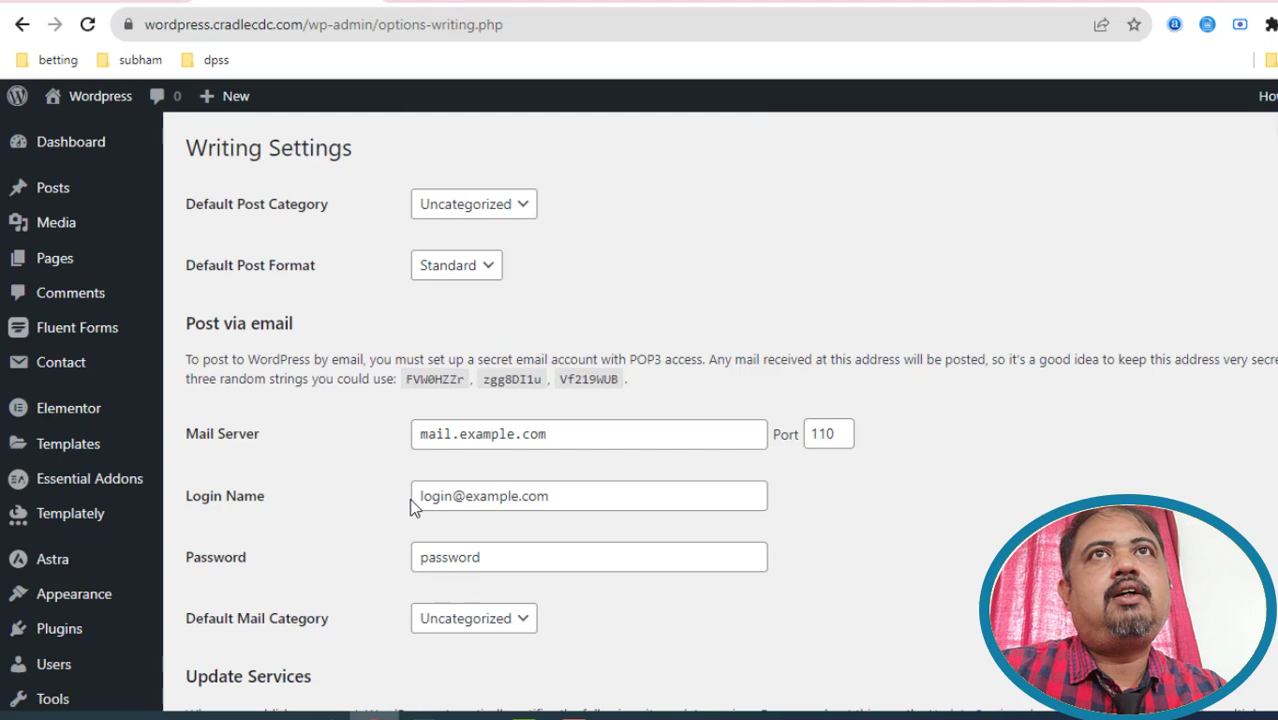 wordpress.cradlecdc.com/wp-admin/options-writing.php
betting subham dpss
Wordpress 0 New
Dashboard
Posts
Media
Pages
Comments
Fluent Forms
Contact
Elementor
Templates
Essential Addons
Templately
Astra
Appearance
Plugins
Users
Tools
Writing Settings
Default Post Category Uncategorized
Default Post Format Standard
Post via email
To post to WordPress by email, you must set up a secret email account with POP3 access. Any mail received at this address will be posted, so it's a good idea to keep this address very
three random strings you could use: FVW0HZZr, zgg8DI1u, Vf219WUB.
Mail Server mail.example.com Port 110
Login Name login@example.com
Password password
Default Mail Category Uncategorized
Update Services